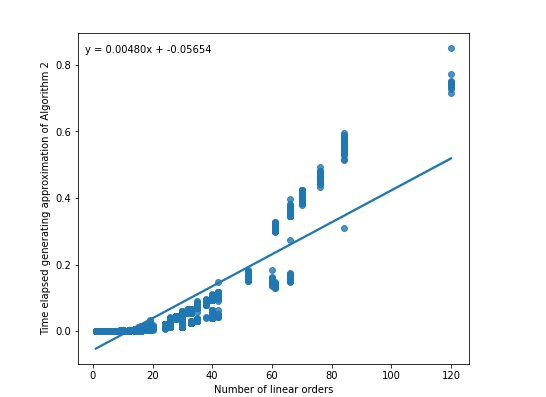 y = 0.00480x + -0.05654
Time elapsed generating approximation of Algorithm 2
0.8
0.6
0.4
0.2
0.0
0 20 40 60 80 100 120
Number of linear orders